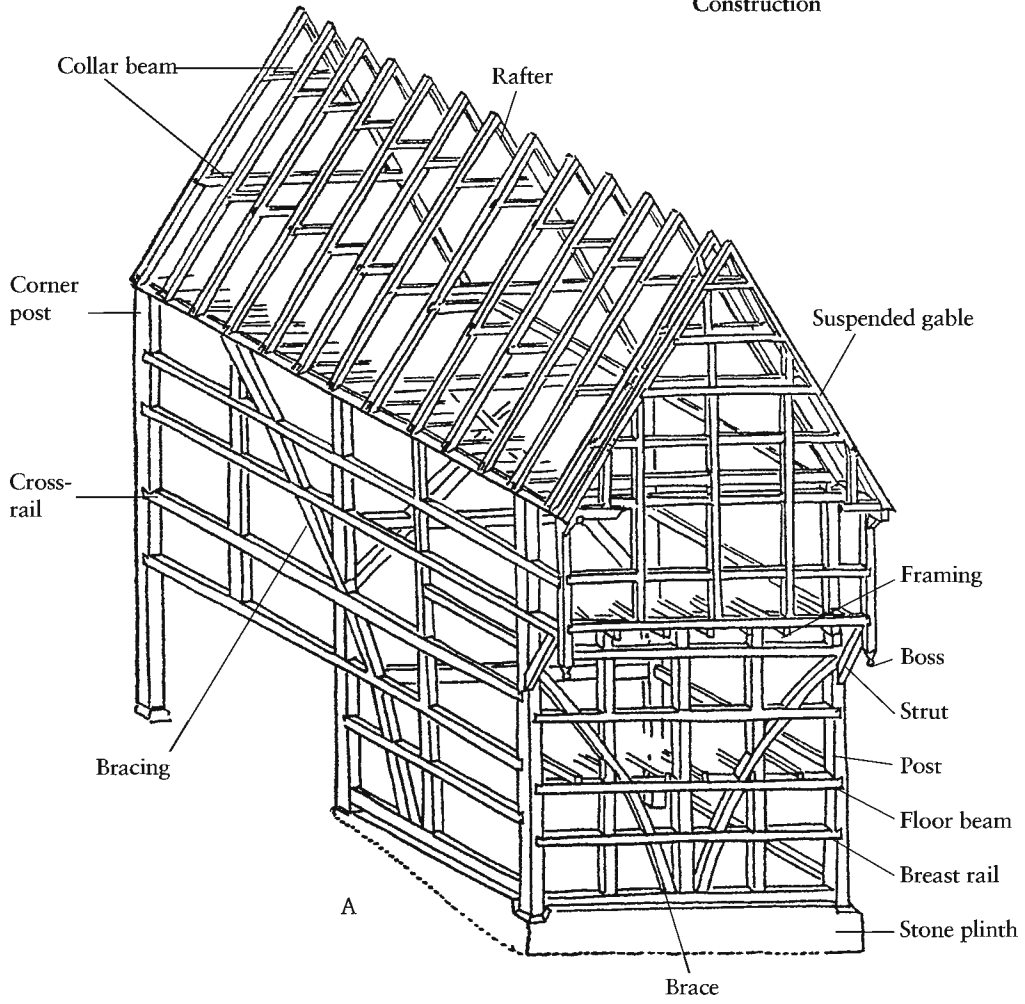 Construction
Collar beam
Rafter
Corner
post
Suspended gable
Cross-
rail
Framing
Boss
Strut
Bracing
Post
Floor beam
Breast rail
A
Stone plinth
Brace